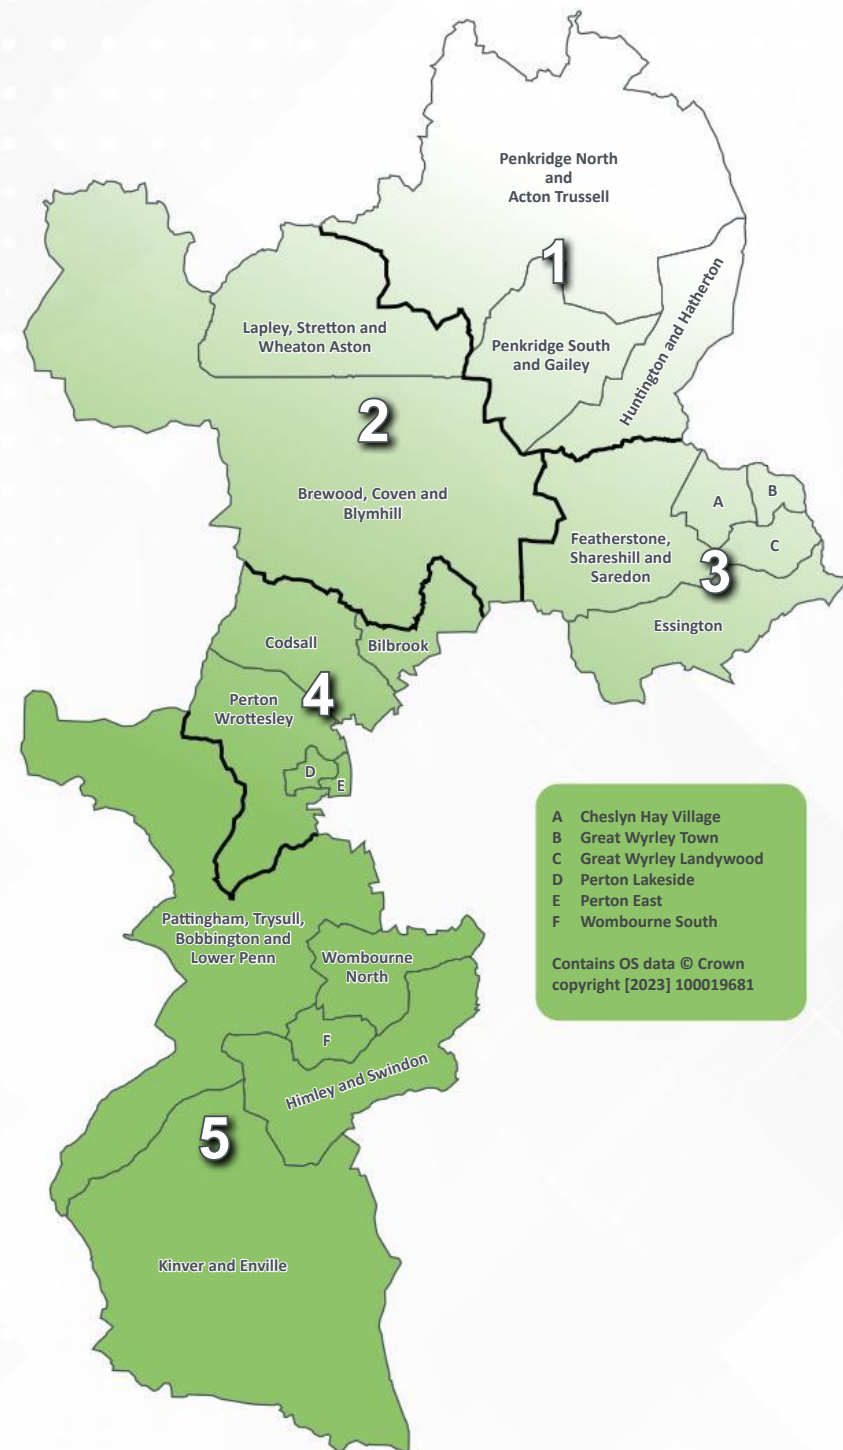 Penkridge North
and
Acton Trussell
1
Huntington and Hatherton
Lapley, Stretton and
Wheaton Aston
Penkridge South
and Gailey
2
Brewood, Coven and
Blymhill
A
B
C
Featherstone,
Shareshill and
Saredon
3
Essington
Codsall
Bilbrook
4
Perton
Wrottesley
D
E
A Cheslyn Hay Village
B Great Wyrley Town
C Great Wyrley Landywood
D Perton Lakeside
E Perton East
F Wombourne South
Contains OS data © Crown
copyright [2023] 100019681
Pattingham, Trysull,
Bobbington and
Lower Penn
Wombourne
North
F
Himley and Swindon
5
Kinver and Enville